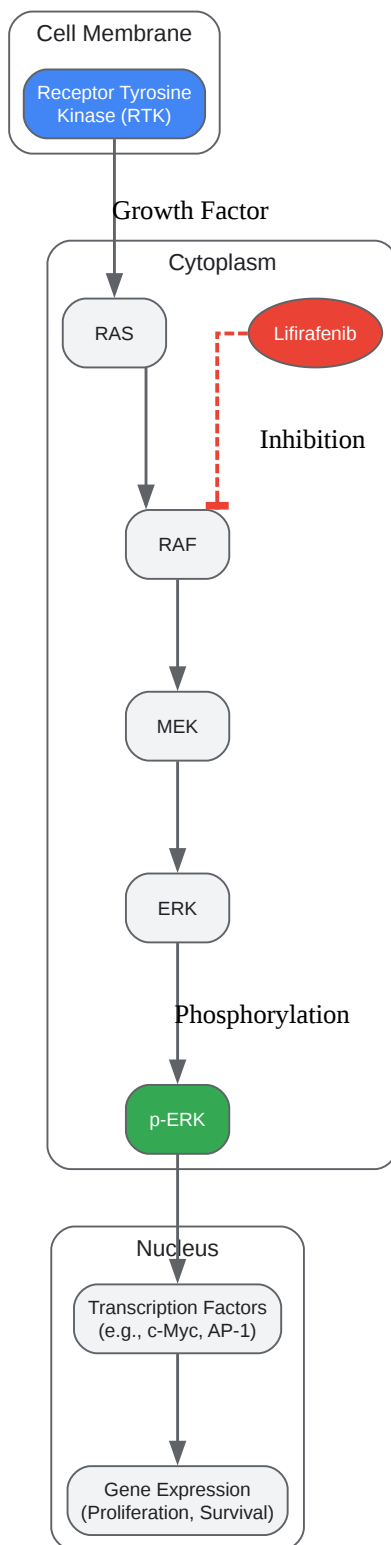 Cell Membrane
Receptor Tyrosine
Kinase (RTK)
Growth Factor
Cytoplasm
RAS
Lifirafenib
Inhibition
RAF
MEK
ERK
Phosphorylation
p-ERK
Nucleus
Transcription Factors
(e.g., c-Myc, AP-1)
Gene Expression
(Proliferation, Survival)